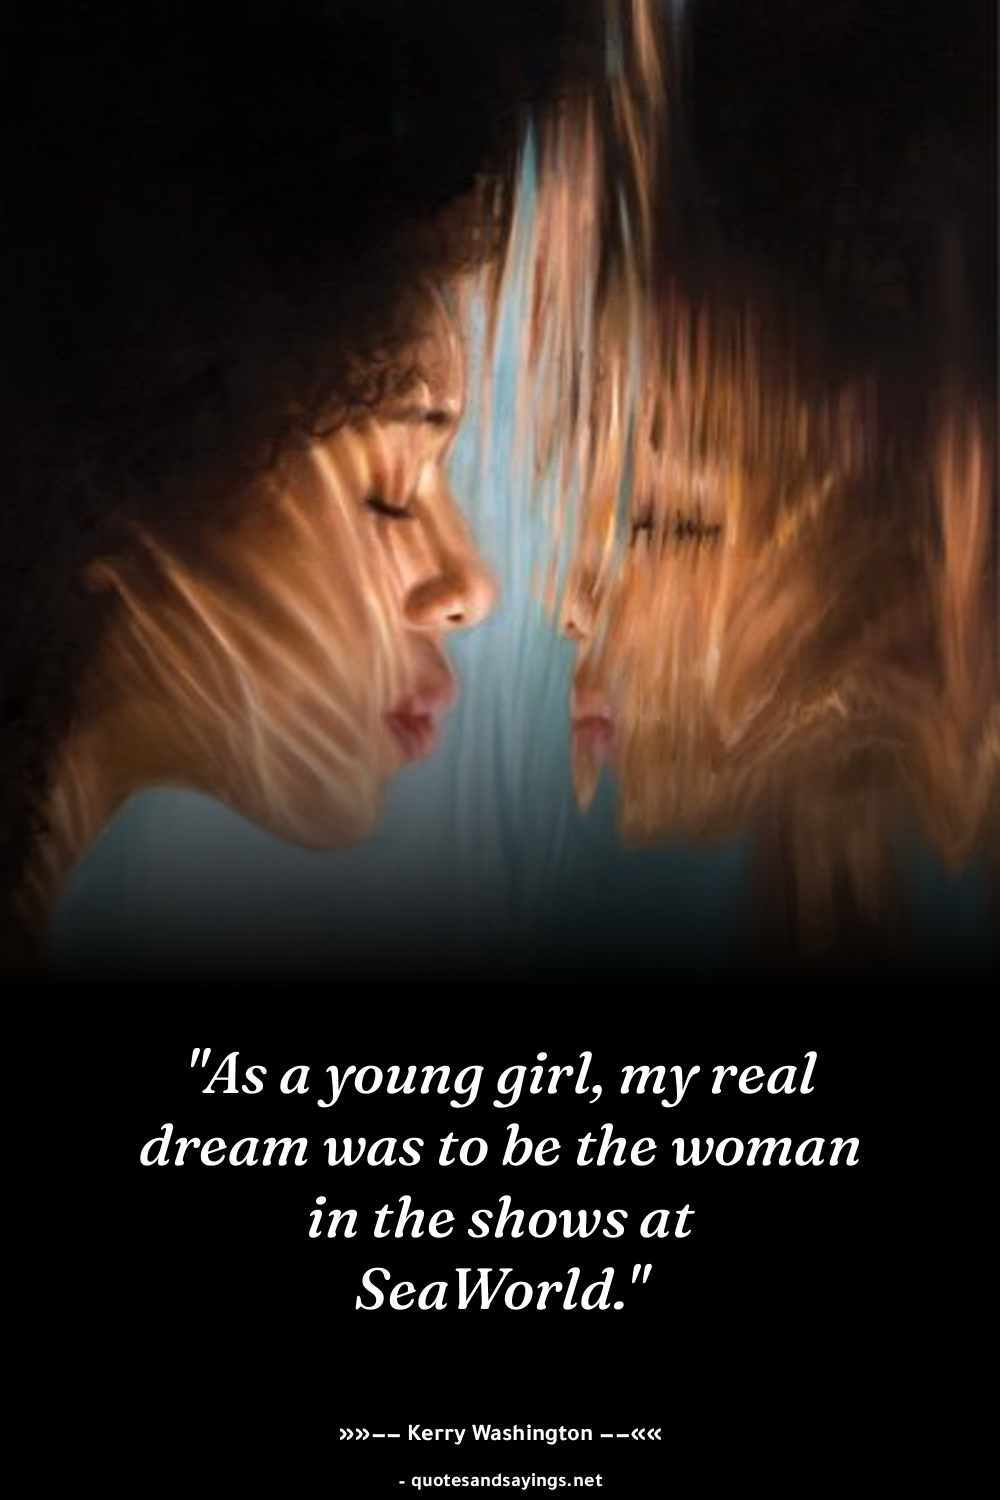 "As a young girl, my real
dream was to be the woman
in the shows at
SeaWorld."
»»−− Kerry Washington −−««
- quotesandsayings.net